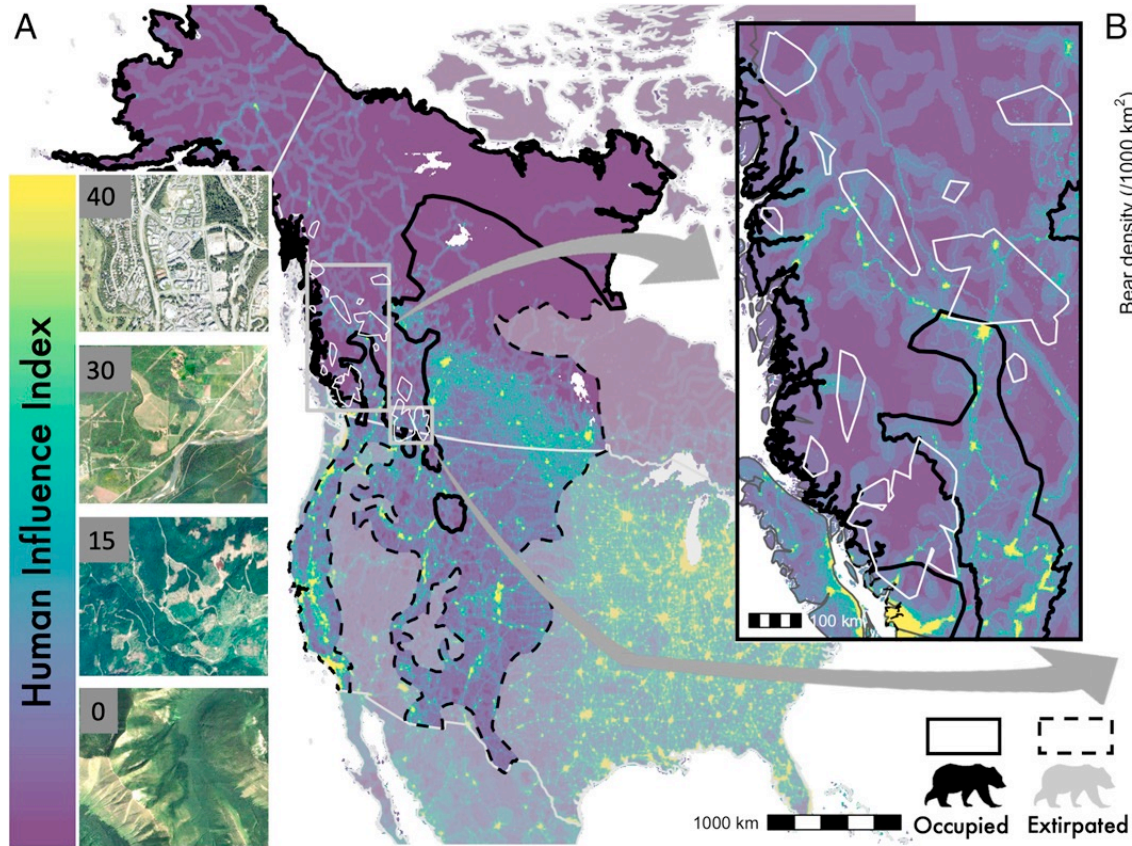 A
B
Bear density (/1000 km²)
Human Influence Index
40
30
15
0
100 km
1000 km
Occupied
Extirpated